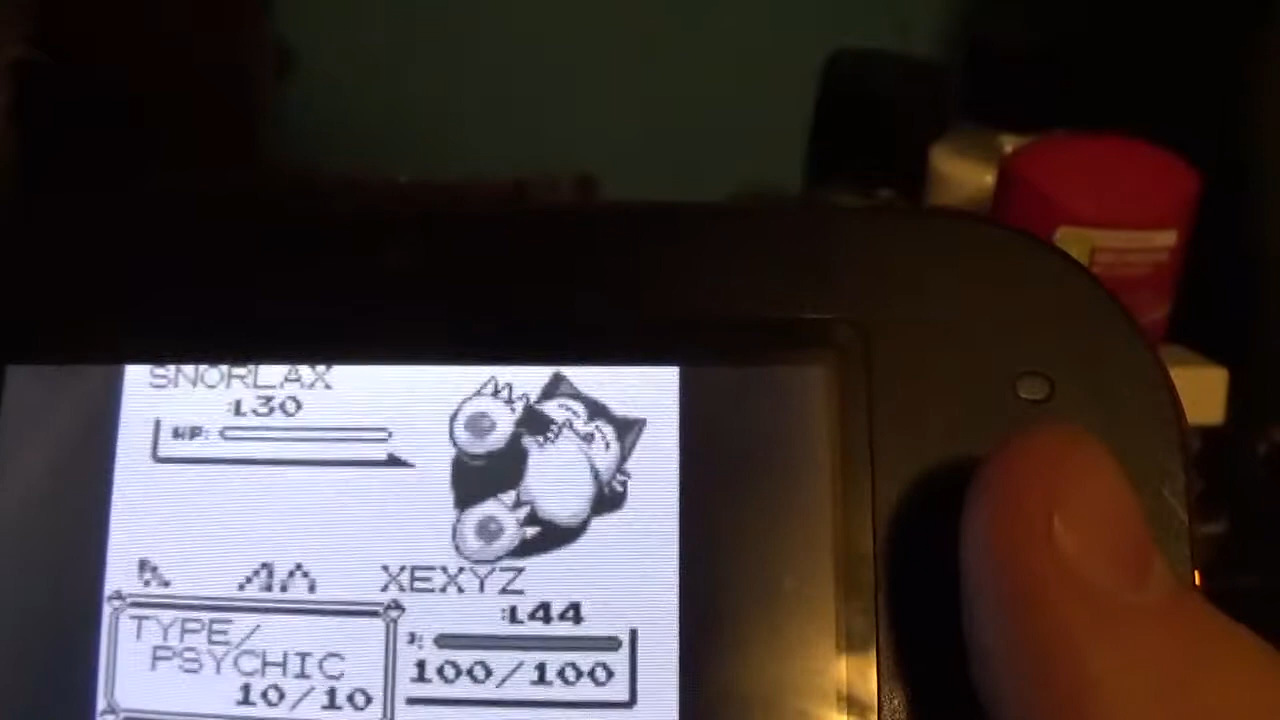 SNORLAX
:L30
HP:
XEXYZ
:L44
TYPE/
PSYCHIC
100/100
10/10